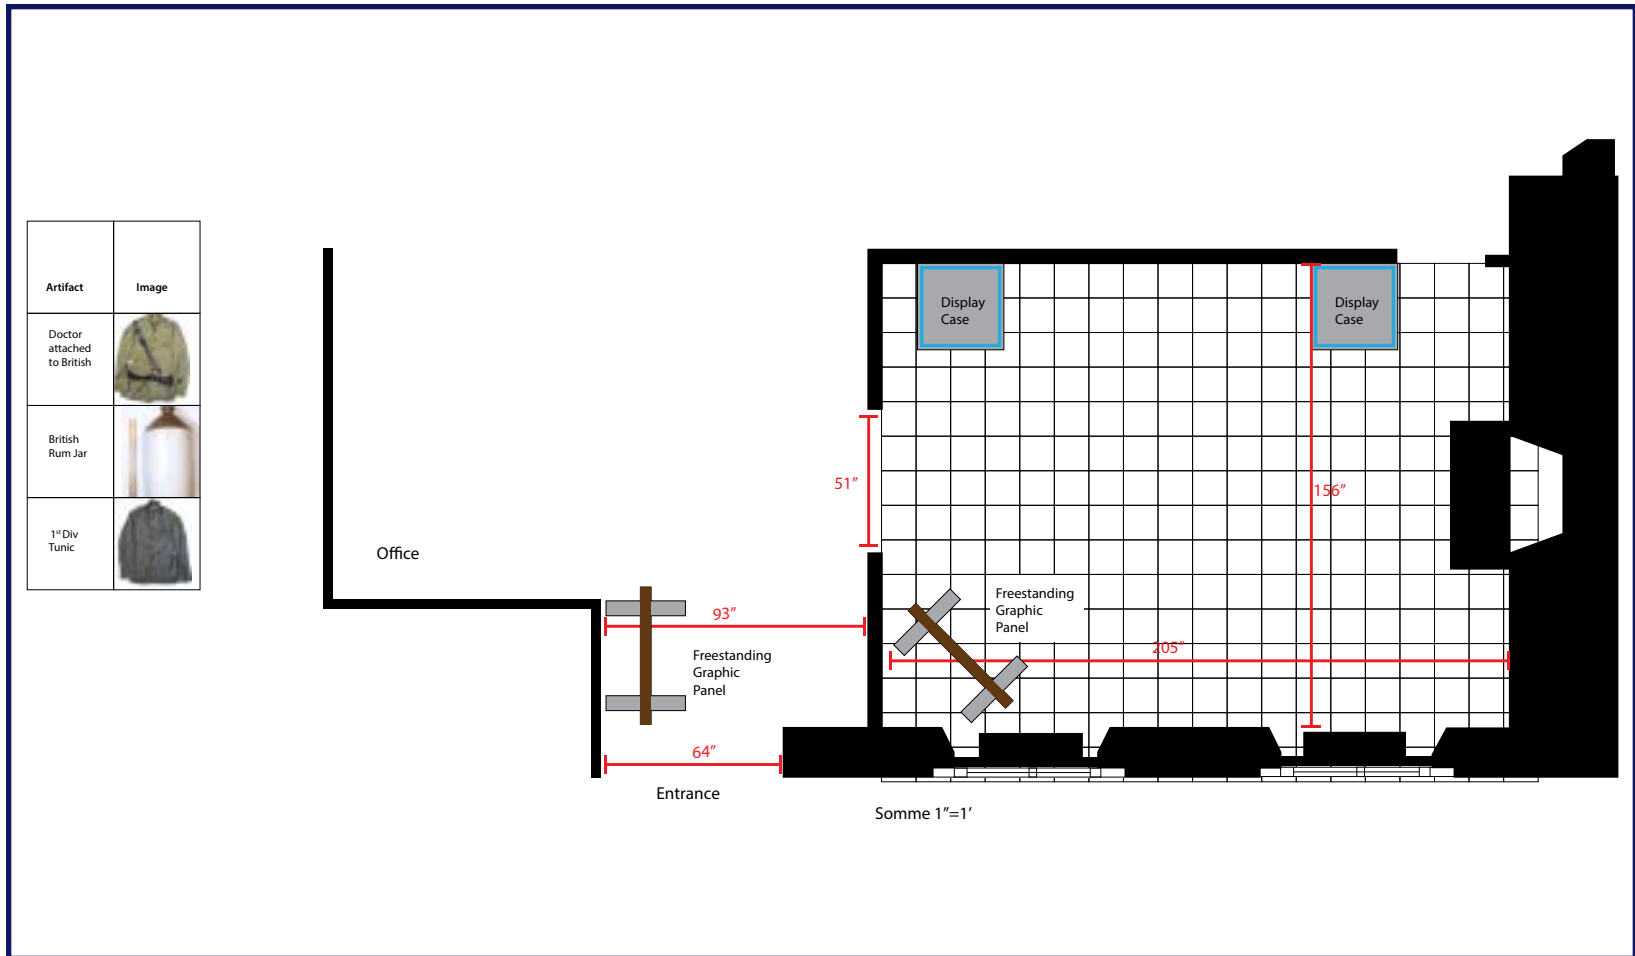 Artifact
Image
Doctor
attached
to British
British
Rum Jar
1st Div
Tunic
Office
Display
Case
Display
Case
51”
156”
Freestanding
Graphic
Panel
93”
205”
Freestanding
Graphic
Panel
64”
Entrance
Somme 1”=1’